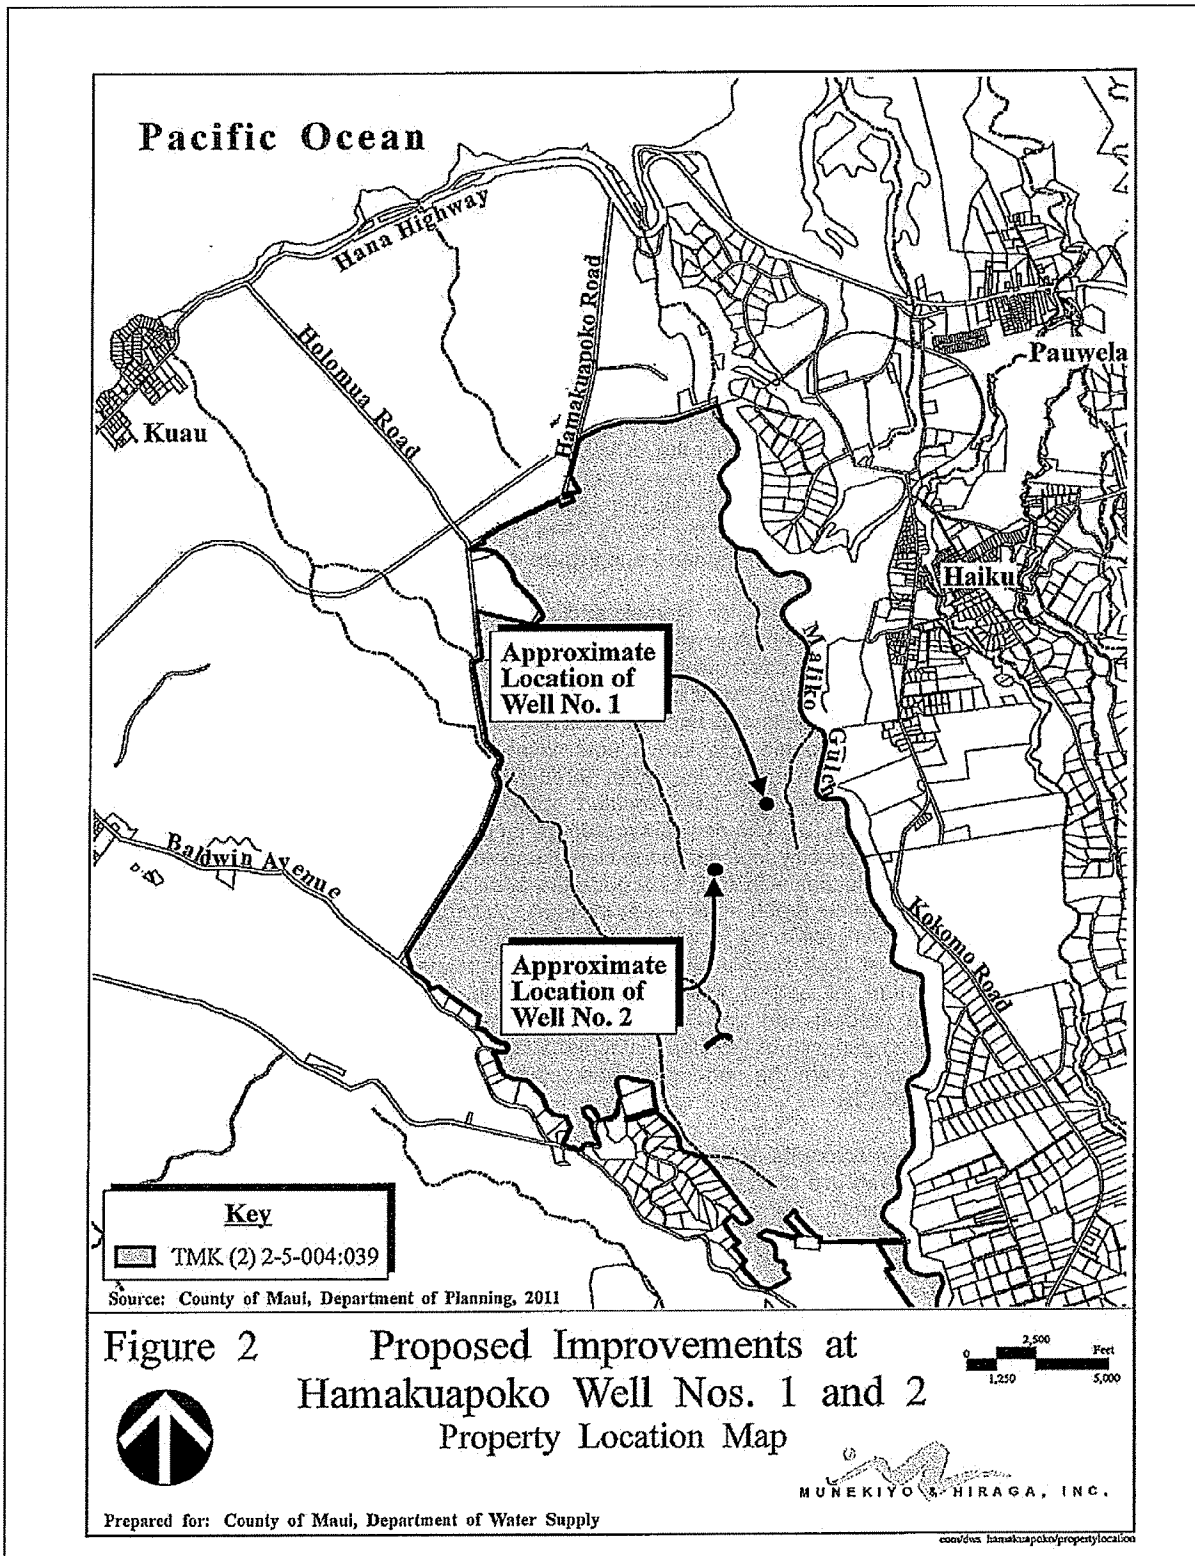 Pacific Ocean
Hana Highway
Hamakuapoko Road
Holomua Road
Pauwela
Kuau
Haiku
Approximate
Location of
Well No. 1
Maliko Gulch
Baldwin Avenue
Kokomo Road
Approximate
Location of
Well No. 2
Key
TMK (2) 2-5-004:039
Source: County of Maui, Department of Planning, 2011
Figure 2
Proposed Improvements at
Hamakuapoko Well Nos. 1 and 2
Property Location Map
0 2,500 Feet
1,250 5,000
MUNEKIYO & HIRAGA, INC.
Prepared for: County of Maui, Department of Water Supply